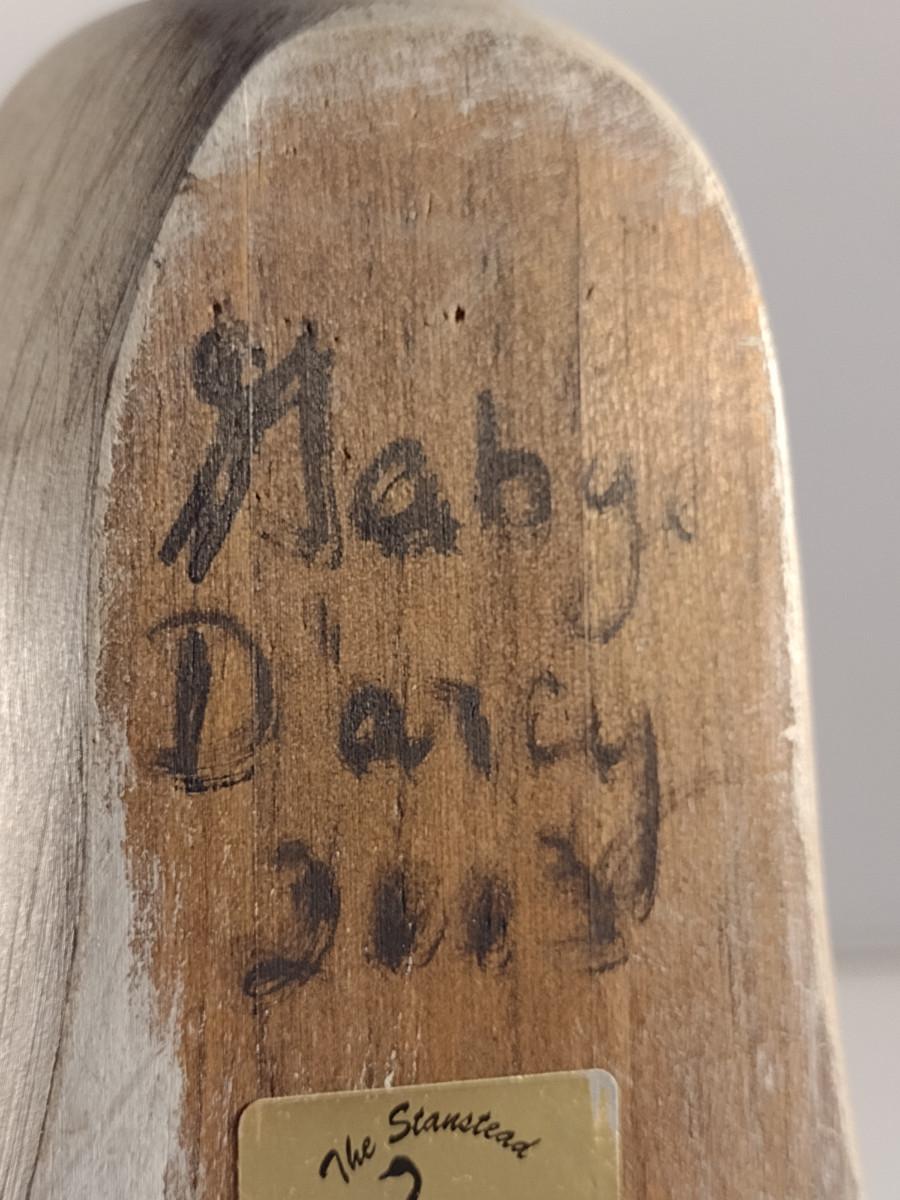 Gaby.
D'arcy
2003
The Stanstead